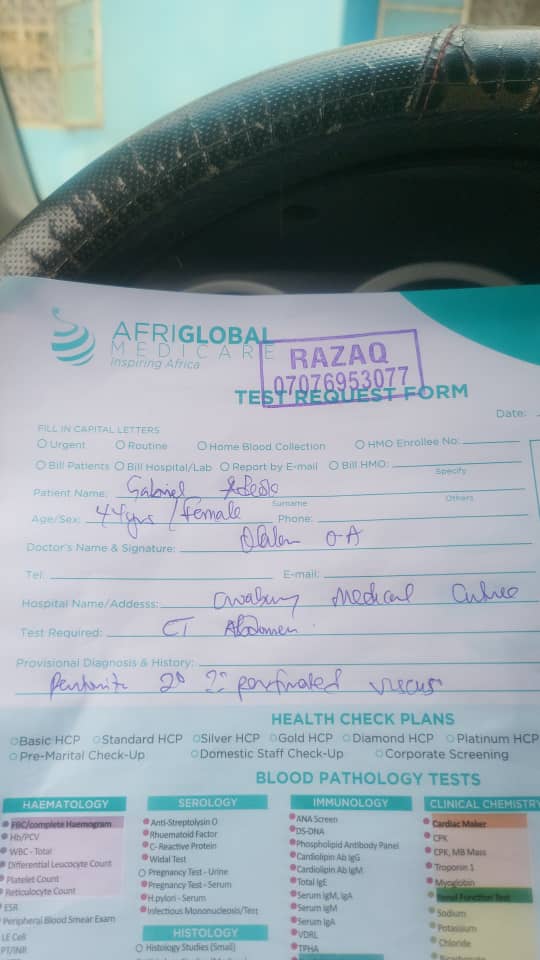 AFRIGLOBAL
MEDICARE
Inspiring Africa
RAZAQ
07076953077
TEST REQUEST FORM
Date:
FILL IN CAPITAL LETTERS
Urgent Routine Home Blood Collection HMO Enrollee No:
Bill Patients Bill Hospital/Lab Report by E-mail Bill HMO:
Specify
Patient Name: Gabriel
Surname Others
Age/Sex: 44yrs / female Phone:
Doctor's Name & Signature: O.A
Tel: E-mail:
Hospital Name/Addesss: Medical
Test Required: CT Abdomen.
Provisional Diagnosis & History:
2° perforated viscus
HEALTH CHECK PLANS
Basic HCP Standard HCP Silver HCP Gold HCP Diamond HCP Platinum HCP
Pre-Marital Check-Up Domestic Staff Check-Up Corporate Screening
BLOOD PATHOLOGY TESTS
HAEMATOLOGY SEROLOGY IMMUNOLOGY CLINICAL CHEMISTRY
FBC/complete Haemogram
Hb/PCV
WBC - Total
Differential Leucocyte Count
Platelet Count
Reticulocyte Count
ESR
Peripheral Blood Smear Exam
LE Cell
PT/INR
Anti-Streptolysin O
Rhuematoid Factor
C- Reactive Protein
Widal Test
Pregnancy Test - Urine
Pregnancy Test - Serum
H.pylori - Serum
Infectious Mononucleosis/Test
HISTOLOGY
Histology Studies (Small)
ANA Screen
DS-DNA
Phospholipid Antibody Panel
Cardiolipin Ab IgG
Cardiolipin Ab IgM
Total IgE
Serum IgM, IgA
Serum IgM
Serum IgA
VDRL
TPHA
Cardiac Maker
CPK
CPK, MB Mass
Troponin 1
Myoglobin
Renal Function Test
Sodium
Potassium
Chloride
Bicarbonate